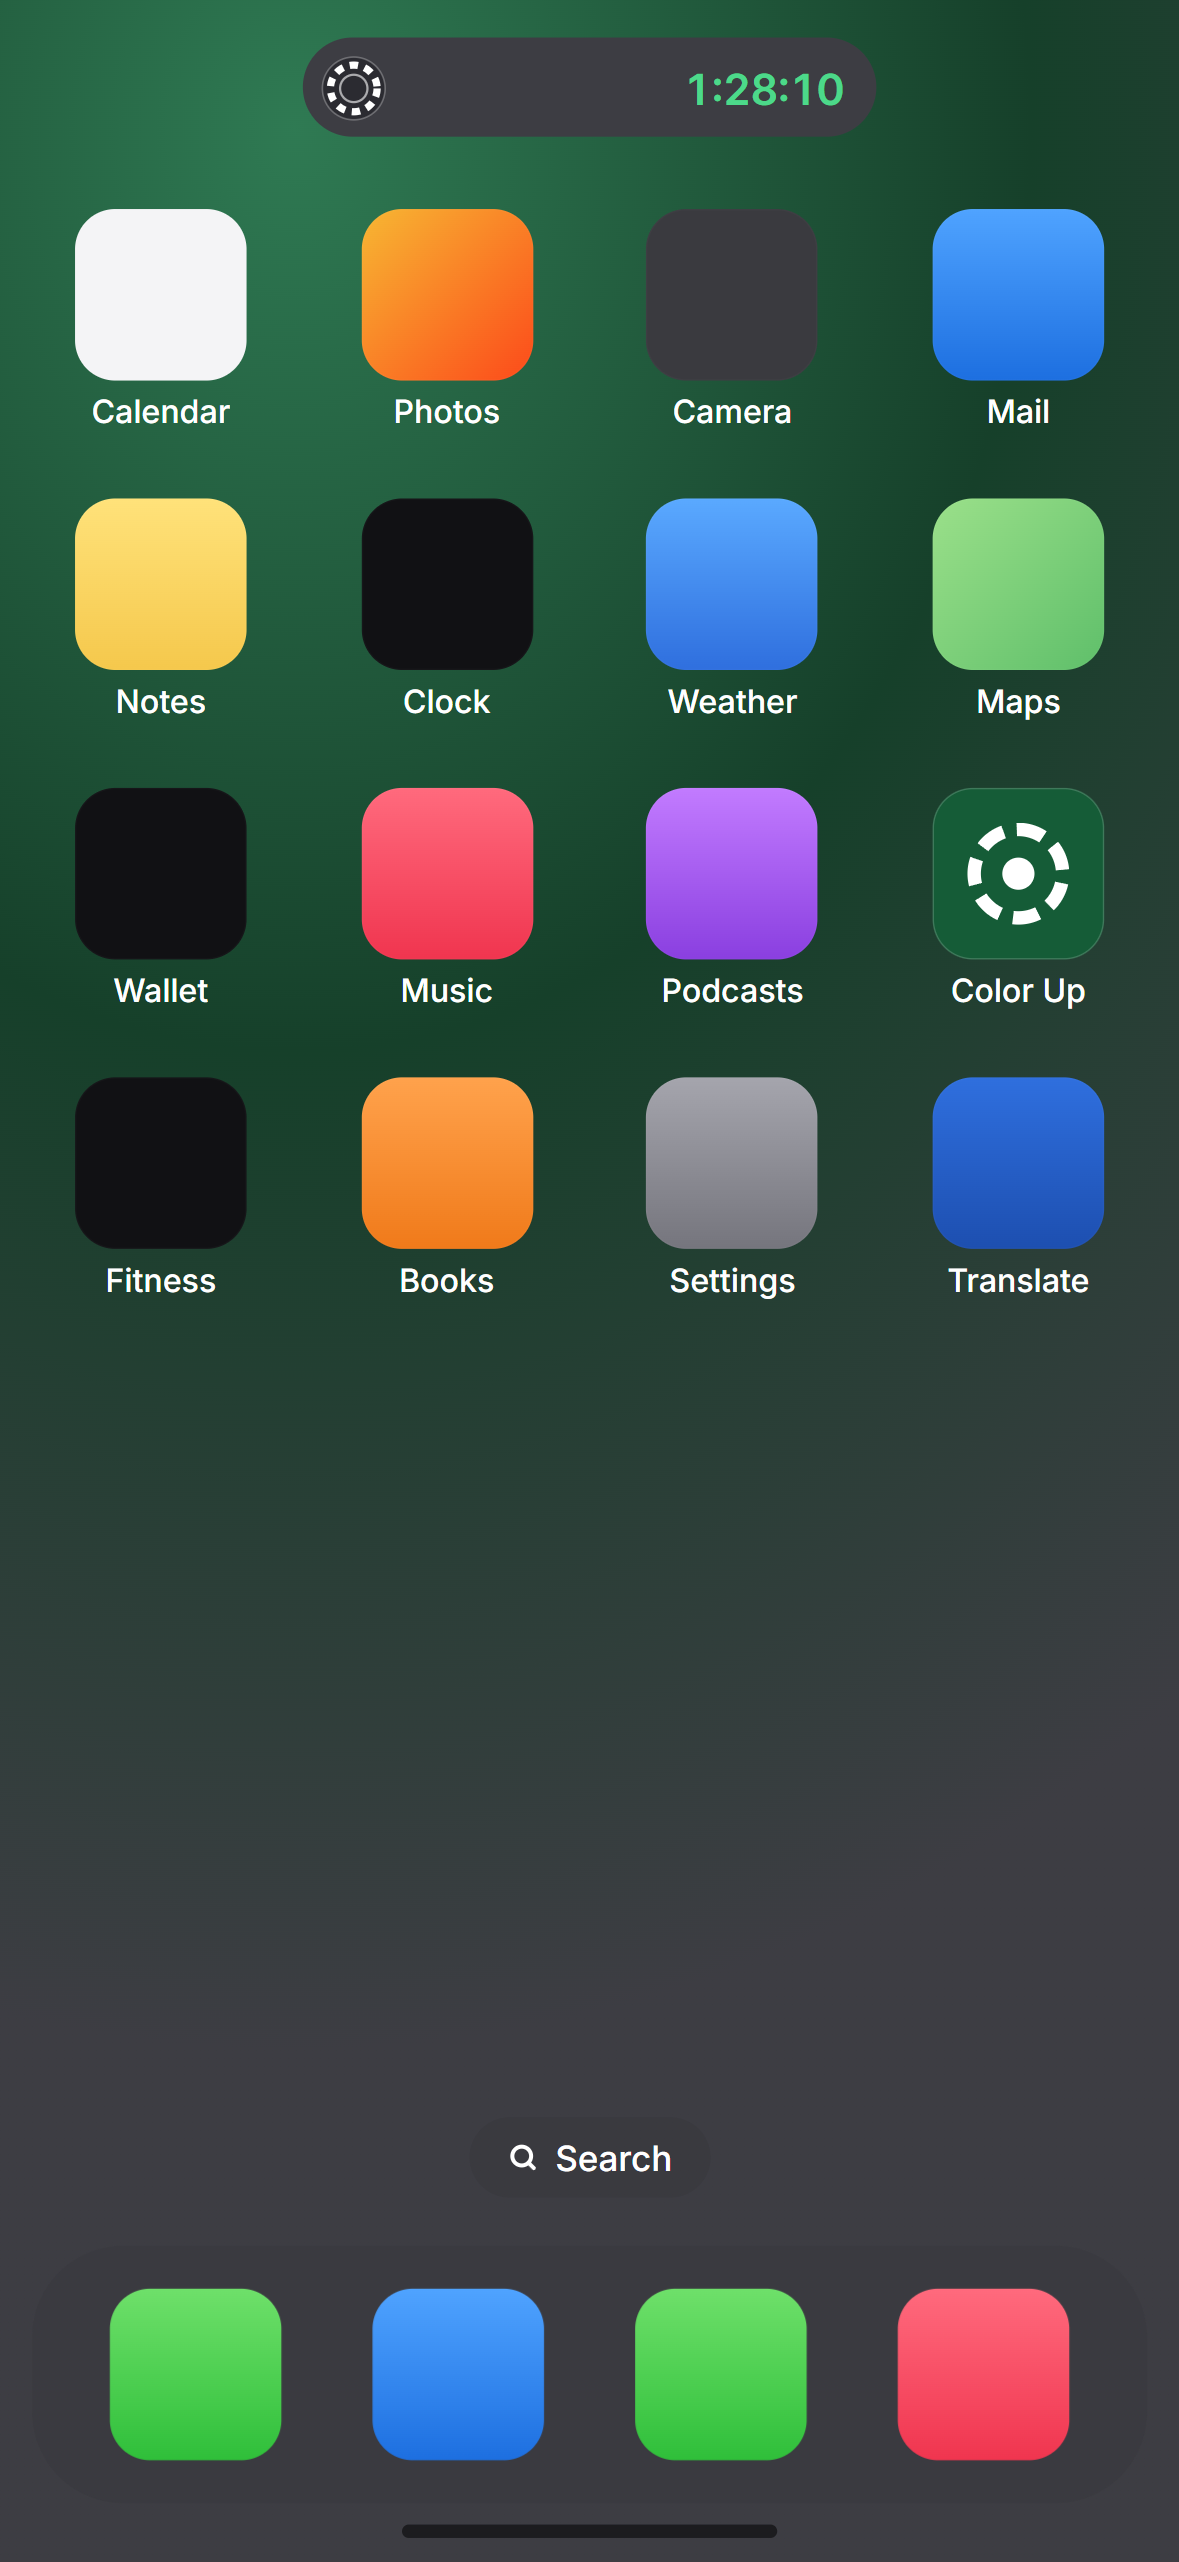 1:28:10
Calendar Photos Camera Mail
Notes Clock Weather Maps
Wallet Music Podcasts Color Up
Fitness Books Settings Translate
Search